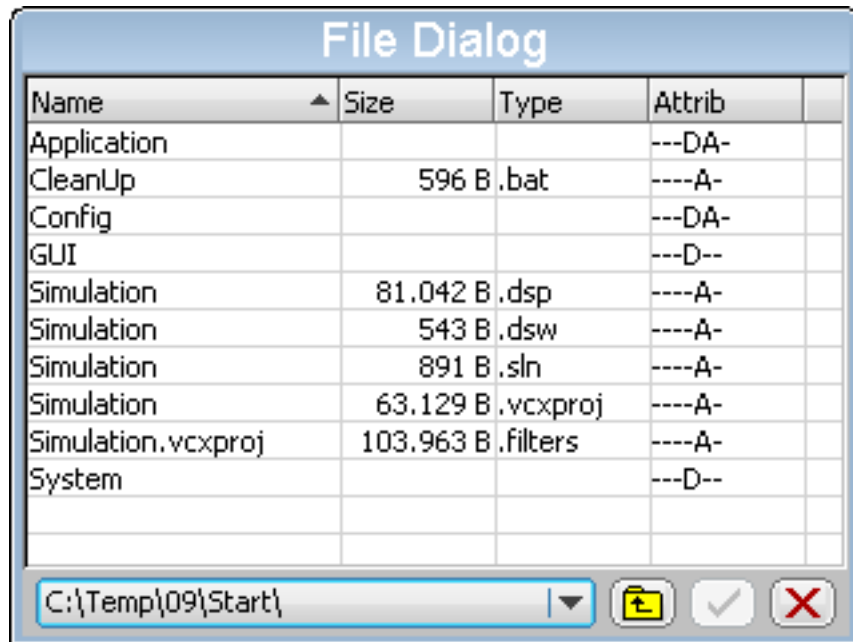 File Dialog
Name Size Type Attrib
Application ---DA-
CleanUp 596 B .bat ----A-
Config ---DA-
GUI ---D--
Simulation 81.042 B .dsp ----A-
Simulation 543 B .dsw ----A-
Simulation 891 B .sln ----A-
Simulation 63.129 B .vcxproj ----A-
Simulation.vcxproj 103.963 B .filters ----A-
System ---D--
C:\Temp\09\Start\